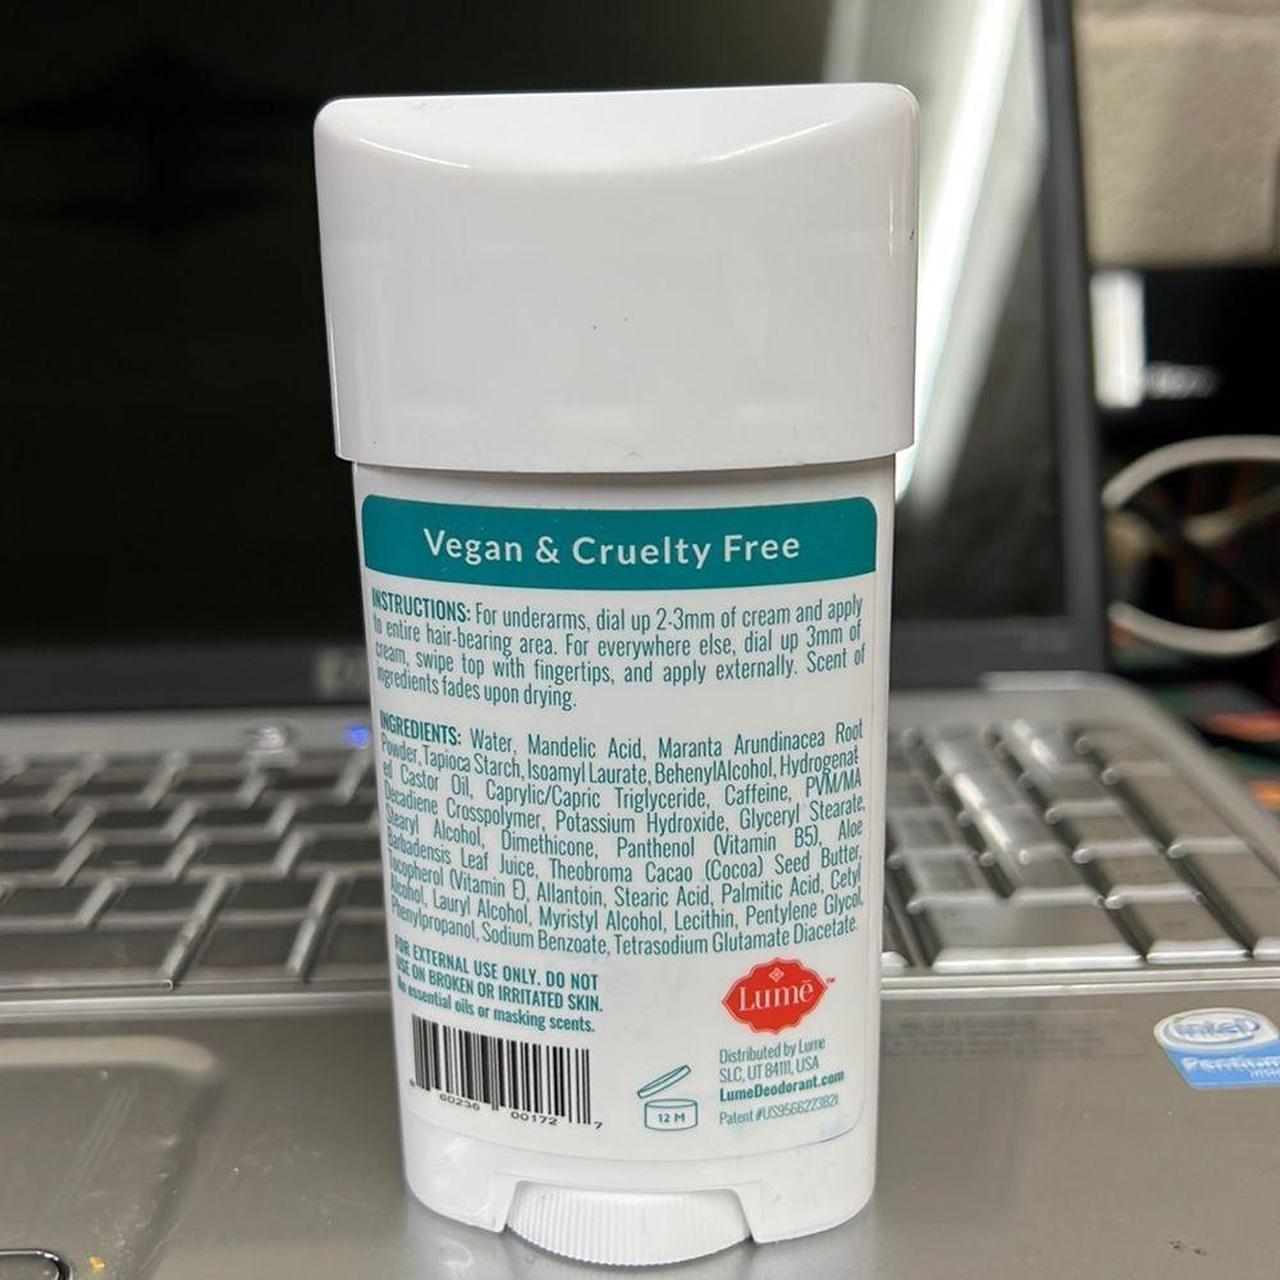 Vegan & Cruelty Free
INSTRUCTIONS: For underarms, dial up 2-3mm of cream and apply
to entire hair-bearing area. For everywhere else, dial up 3mm of
cream, swipe top with fingertips, and apply externally. Scent of
ingredients fades upon drying.
INGREDIENTS: Water, Mandelic Acid, Maranta Arundinacea Root
Powder, Tapioca Starch, Isoamyl Laurate, BehenylAlcohol, Hydrogenat
ed Castor Oil, Caprylic/Capric Triglyceride, Caffeine, PVM/MA
Decadiene Crosspolymer, Potassium Hydroxide, Glyceryl Stearate,
Stearyl Alcohol, Dimethicone, Panthenol (Vitamin B5), Aloe
Barbadensis Leaf Juice, Theobroma Cacao (Cocoa) Seed Butter,
Tocopherol (Vitamin E), Allantoin, Stearic Acid, Palmitic Acid, Cetyl
Alcohol, Lauryl Alcohol, Myristyl Alcohol, Lecithin, Pentylene Glycol,
Phenylpropanol, Sodium Benzoate, Tetrasodium Glutamate Diacetate.
FOR EXTERNAL USE ONLY. DO NOT
USE ON BROKEN OR IRRITATED SKIN.
No essential oils or masking scents.
Lumē™
Distributed by Lume
SLC, UT 84111, USA
LumeDeodorant.com
Patent #US9566223B21
12 M
60236 00172 7
intel